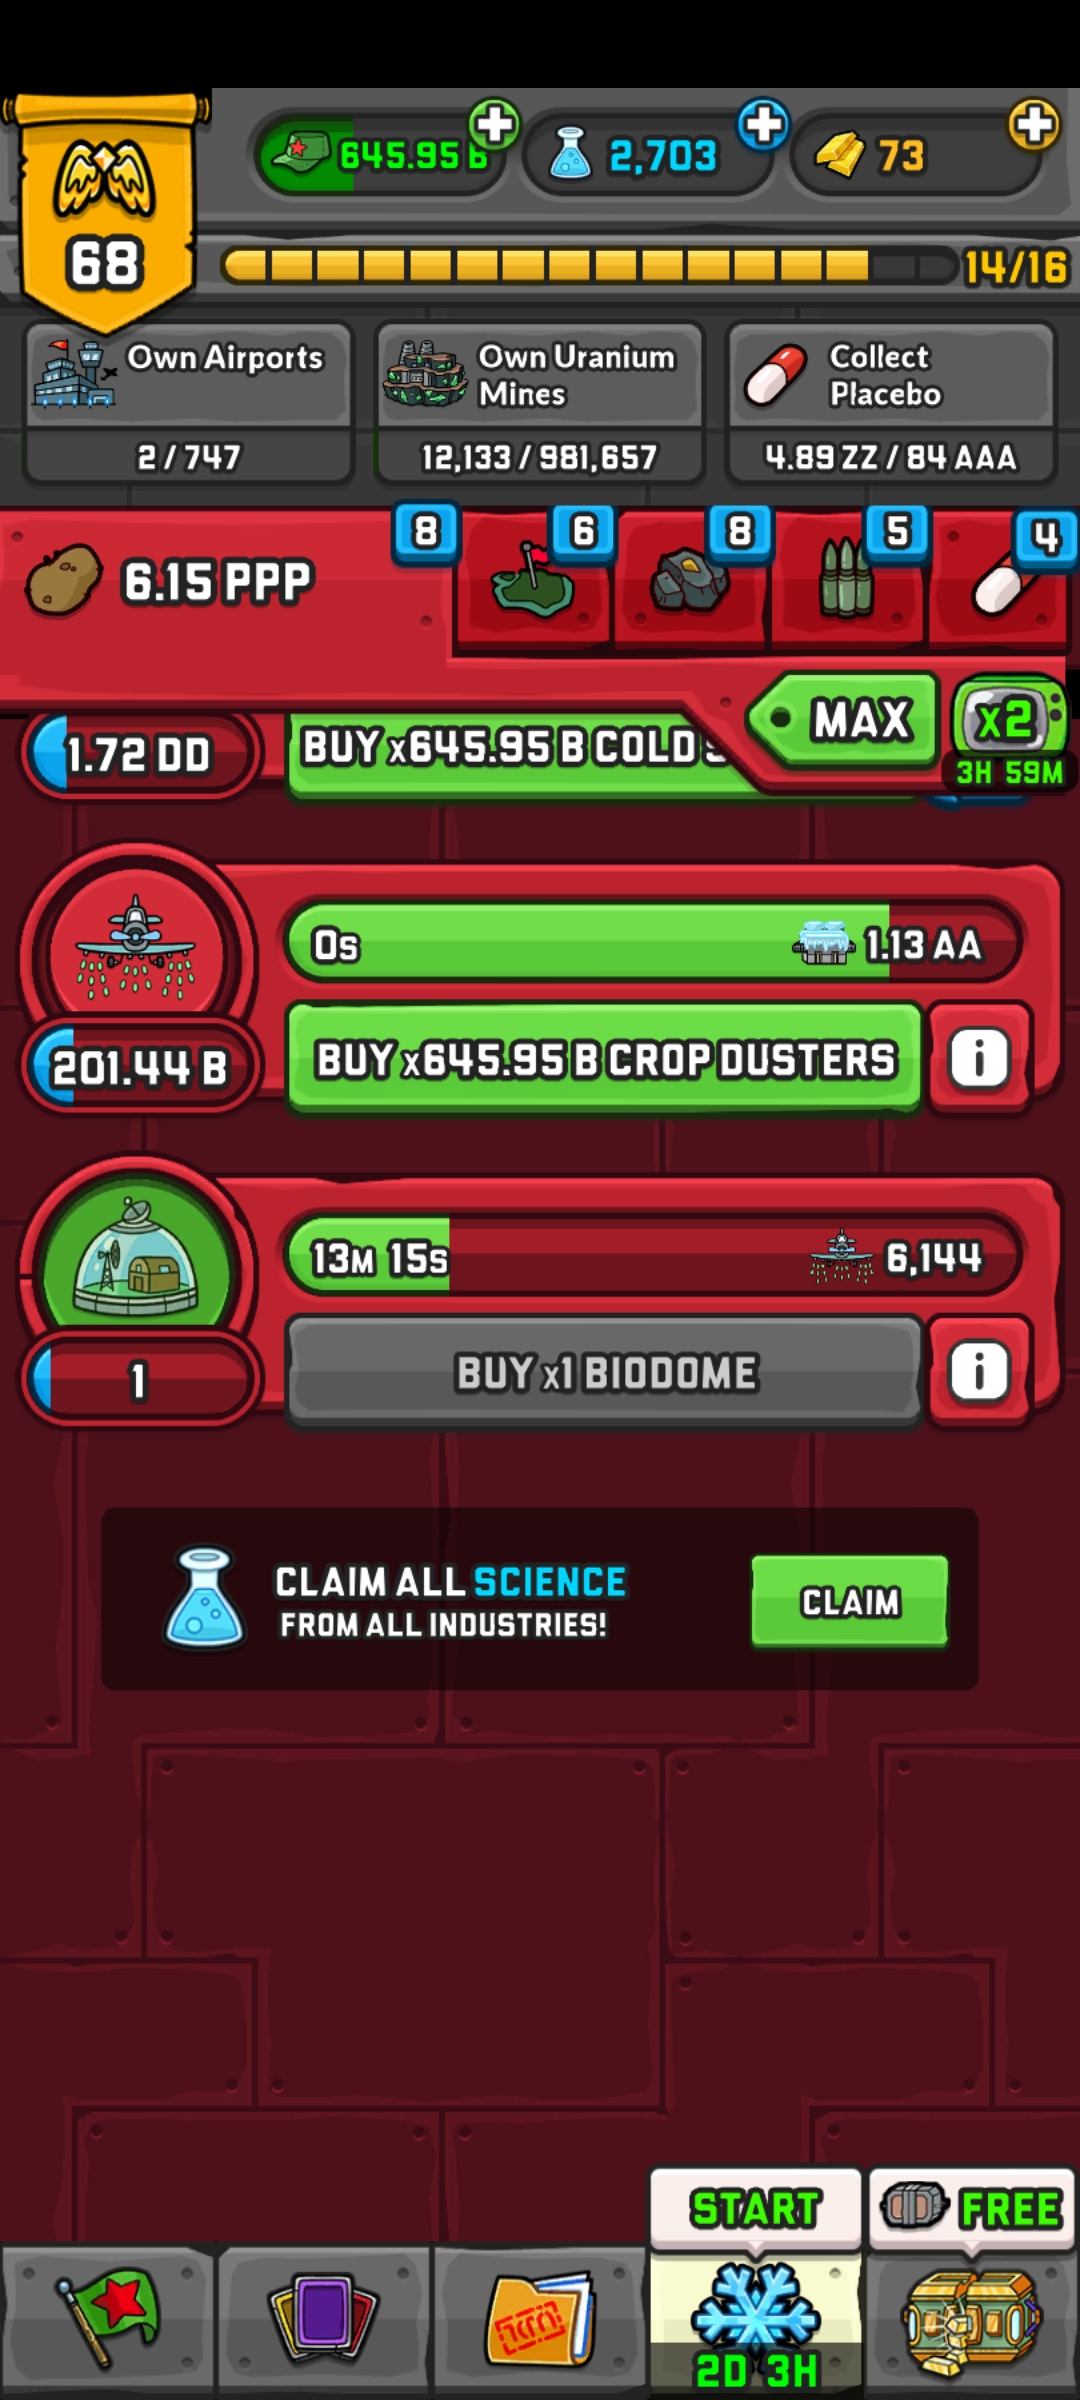 645.95 B
2,703
73
68
14/16
Own Airports
2 / 747
Own Uranium
Mines
12,133 / 981,657
Collect
Placebo
4.89 ZZ / 84 AAA
6.15 PPP
8
6
8
5
4
MAX
x2
3H 59M
1.72 DD
BUY x645.95 B COLD
0s
1.13 AA
201.44 B
BUY x645.95 B CROP DUSTERS
i
13M 15s
6,144
1
BUY x1 BIODOME
i
CLAIM ALL SCIENCE
FROM ALL INDUSTRIES!
CLAIM
START
FREE
2D 3H